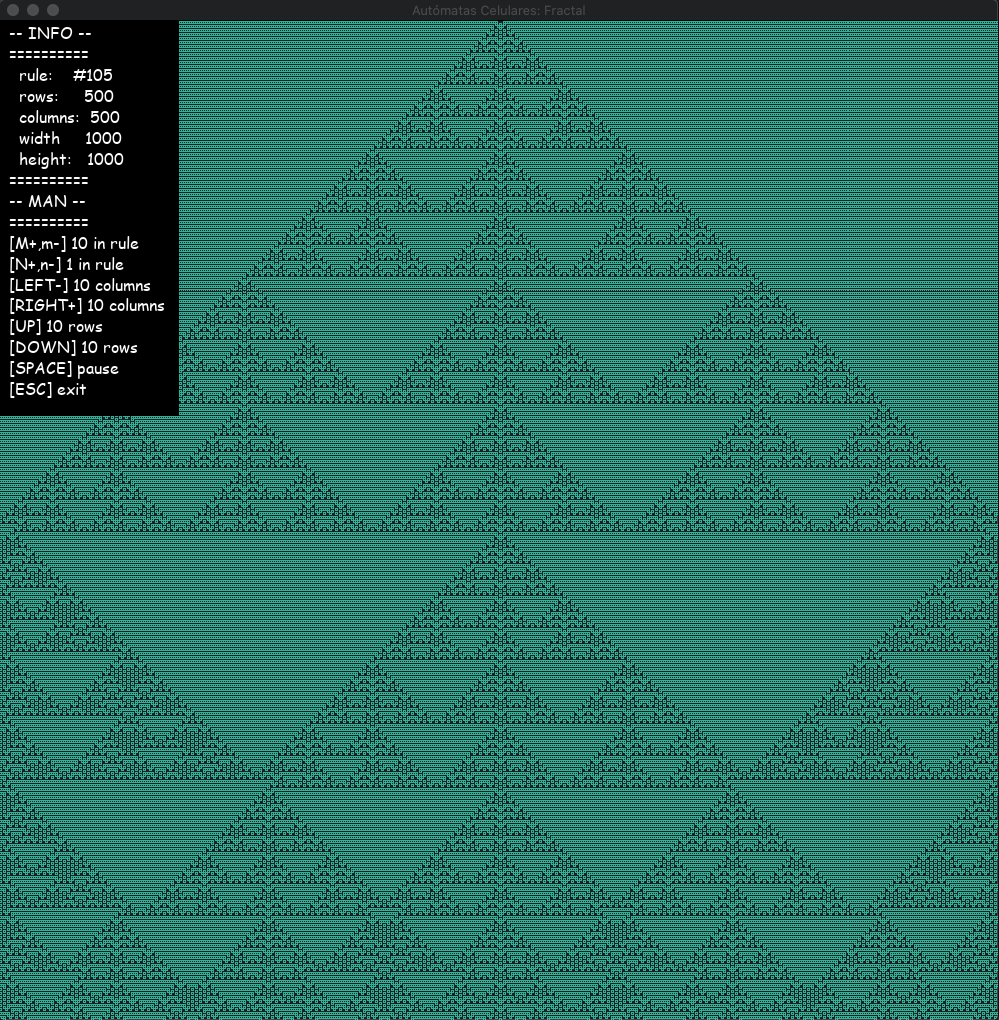 Autómatas Celulares: Fractal
-- INFO --
==========
rule: #105
rows: 500
columns: 500
width 1000
height: 1000
==========
-- MAN --
==========
[M+,m-] 10 in rule
[N+,n-] 1 in rule
[LEFT-] 10 columns
[RIGHT+] 10 columns
[UP] 10 rows
[DOWN] 10 rows
[SPACE] pause
[ESC] exit